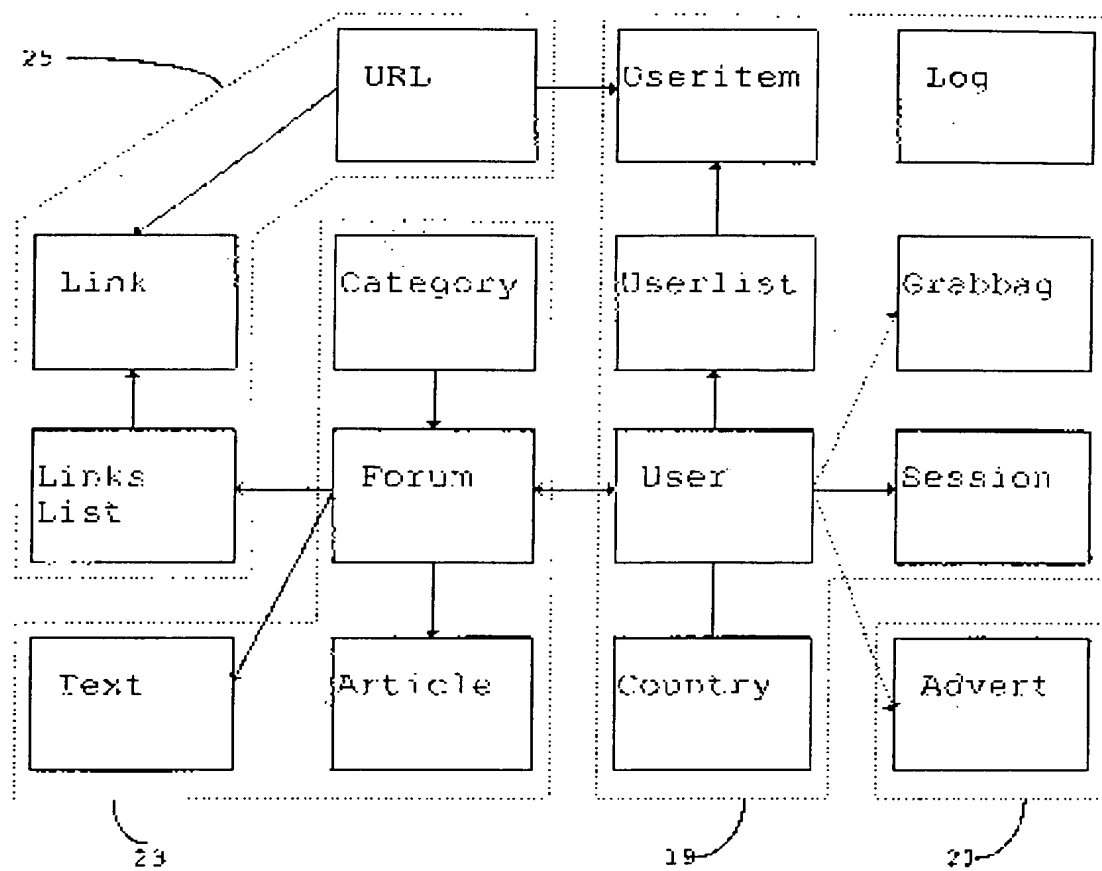 25
URL
Useritem
Log
Link
Category
Userlist
Grabbag
Links
List
Forum
User
Session
Text
Article
Country
Advert
23
19
21